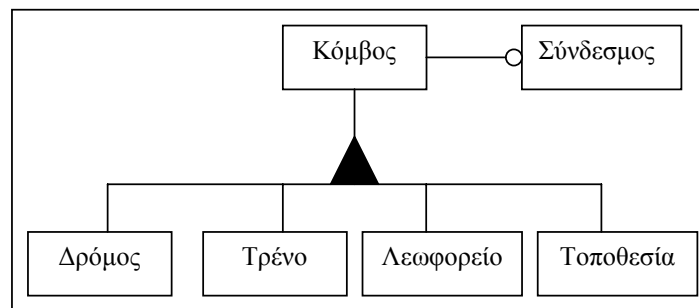 Κόμβος
Σύνδεσμος
Δρόμος
Τρένο
Λεωφορείο
Τοποθεσία